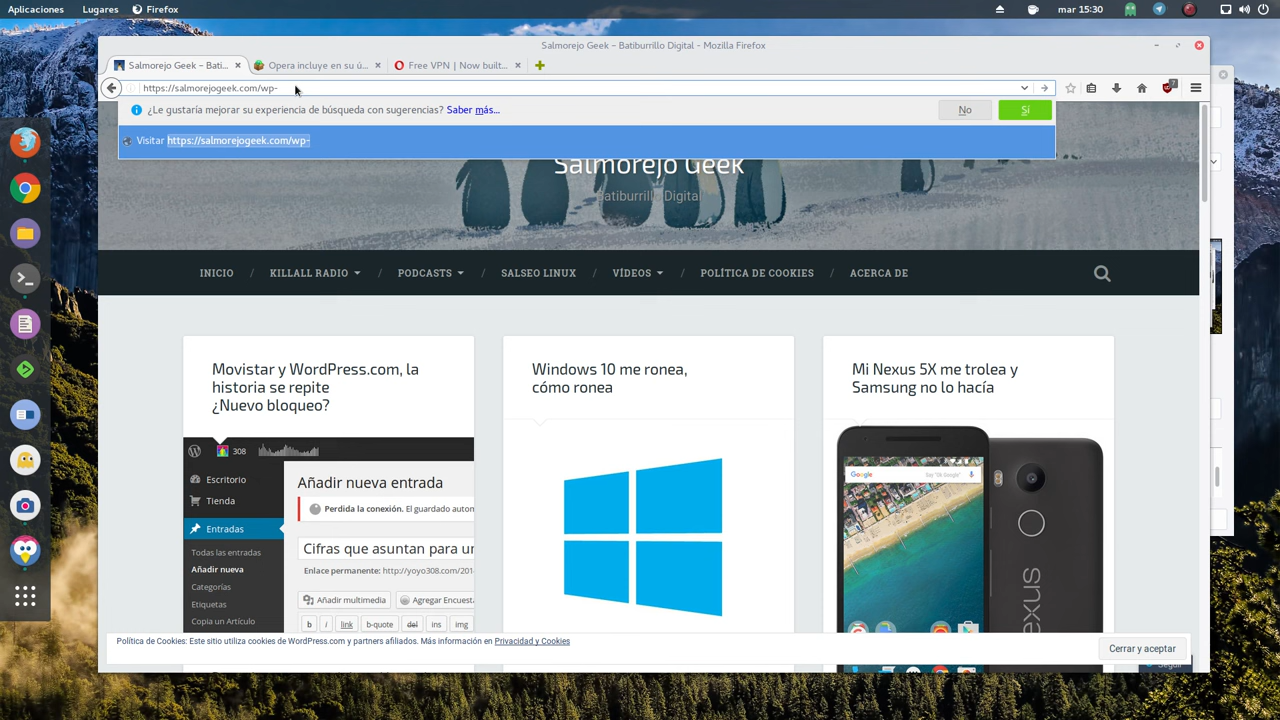 Aplicaciones Lugares Firefox mar 15:30
Salmorejo Geek – Batiburrillo Digital - Mozilla Firefox
Salmorejo Geek – Bati... Opera incluye en su ú... Free VPN | Now built...
https://salmorejogeek.com/wp-
7
¿Le gustaría mejorar su experiencia de búsqueda con sugerencias? Saber más... No Sí
Visitar https://salmorejogeek.com/wp-
Salmorejo Geek
Batiburrillo Digital
INICIO / KILLALL RADIO / PODCASTS / SALSEO LINUX / VÍDEOS / POLÍTICA DE COOKIES / ACERCA DE
Movistar y WordPress.com, la
historia se repite
¿Nuevo bloqueo?
308
Escritorio
Tienda
Entradas
Todas las entradas
Añadir nueva
Categorías
Etiquetas
Copia un Artículo
Añadir nueva entrada
Perdida la conexión. El guardado auton
Cifras que asuntan para un
Enlace permanente: http://yoyo308.com/201
Añadir multimedia Agregar Encuest
b i link b-quote del ins img
Windows 10 me ronea,
cómo ronea
Mi Nexus 5X me trolea y
Samsung no lo hacía
Google Say "Ok Google"
nexus
Política de Cookies: Este sitio utiliza cookies de WordPress.com y partners afiliados. Más información en Privacidad y Cookies
Cerrar y aceptar
Seguir